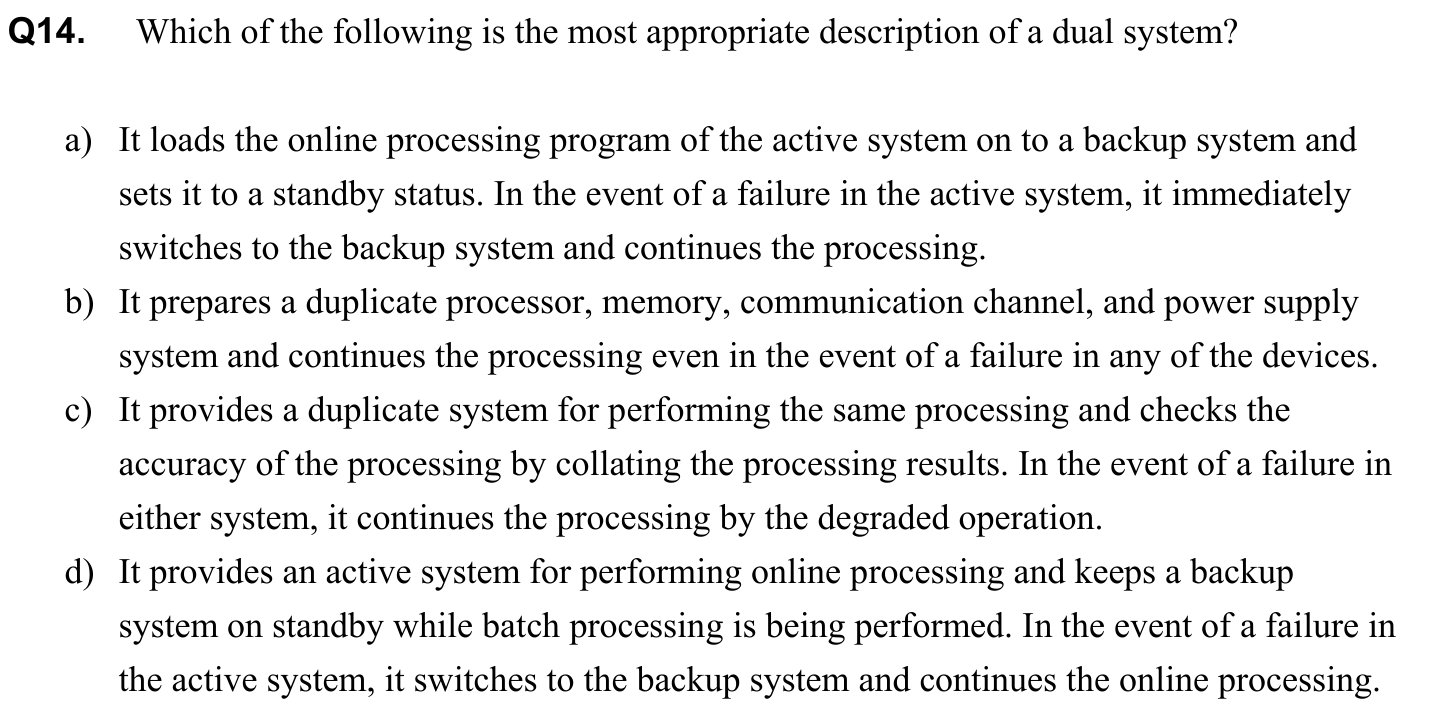 Q14. Which of the following is the most appropriate description of a dual system?
a) It loads the online processing program of the active system on to a backup system and
sets it to a standby status. In the event of a failure in the active system, it immediately
switches to the backup system and continues the processing.
b) It prepares a duplicate processor, memory, communication channel, and power supply
system and continues the processing even in the event of a failure in any of the devices.
c) It provides a duplicate system for performing the same processing and checks the
accuracy of the processing by collating the processing results. In the event of a failure in
either system, it continues the processing by the degraded operation.
d) It provides an active system for performing online processing and keeps a backup
system on standby while batch processing is being performed. In the event of a failure in
the active system, it switches to the backup system and continues the online processing.